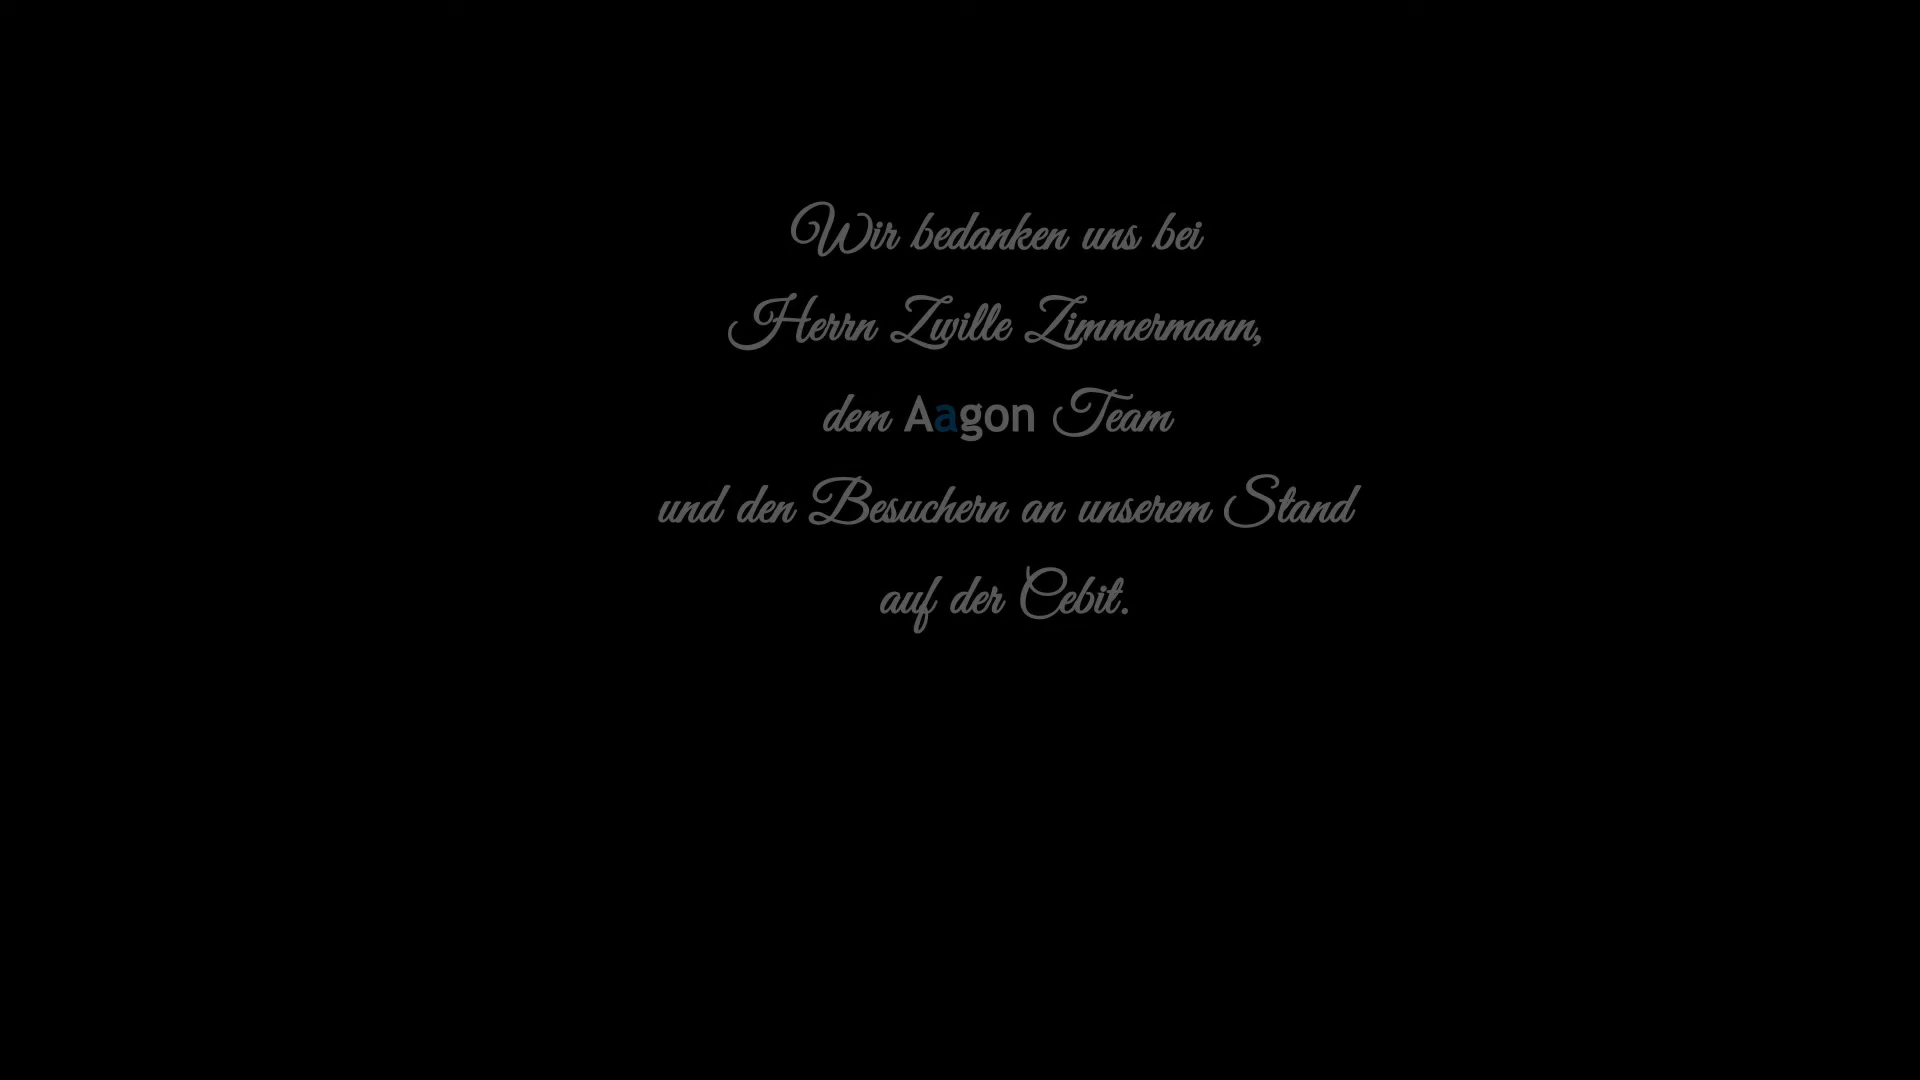 Wir bedanken uns bei
Herrn Zwille Zimmermann,
dem Aagon Team
und den Besuchern an unserem Stand
auf der Cebit.